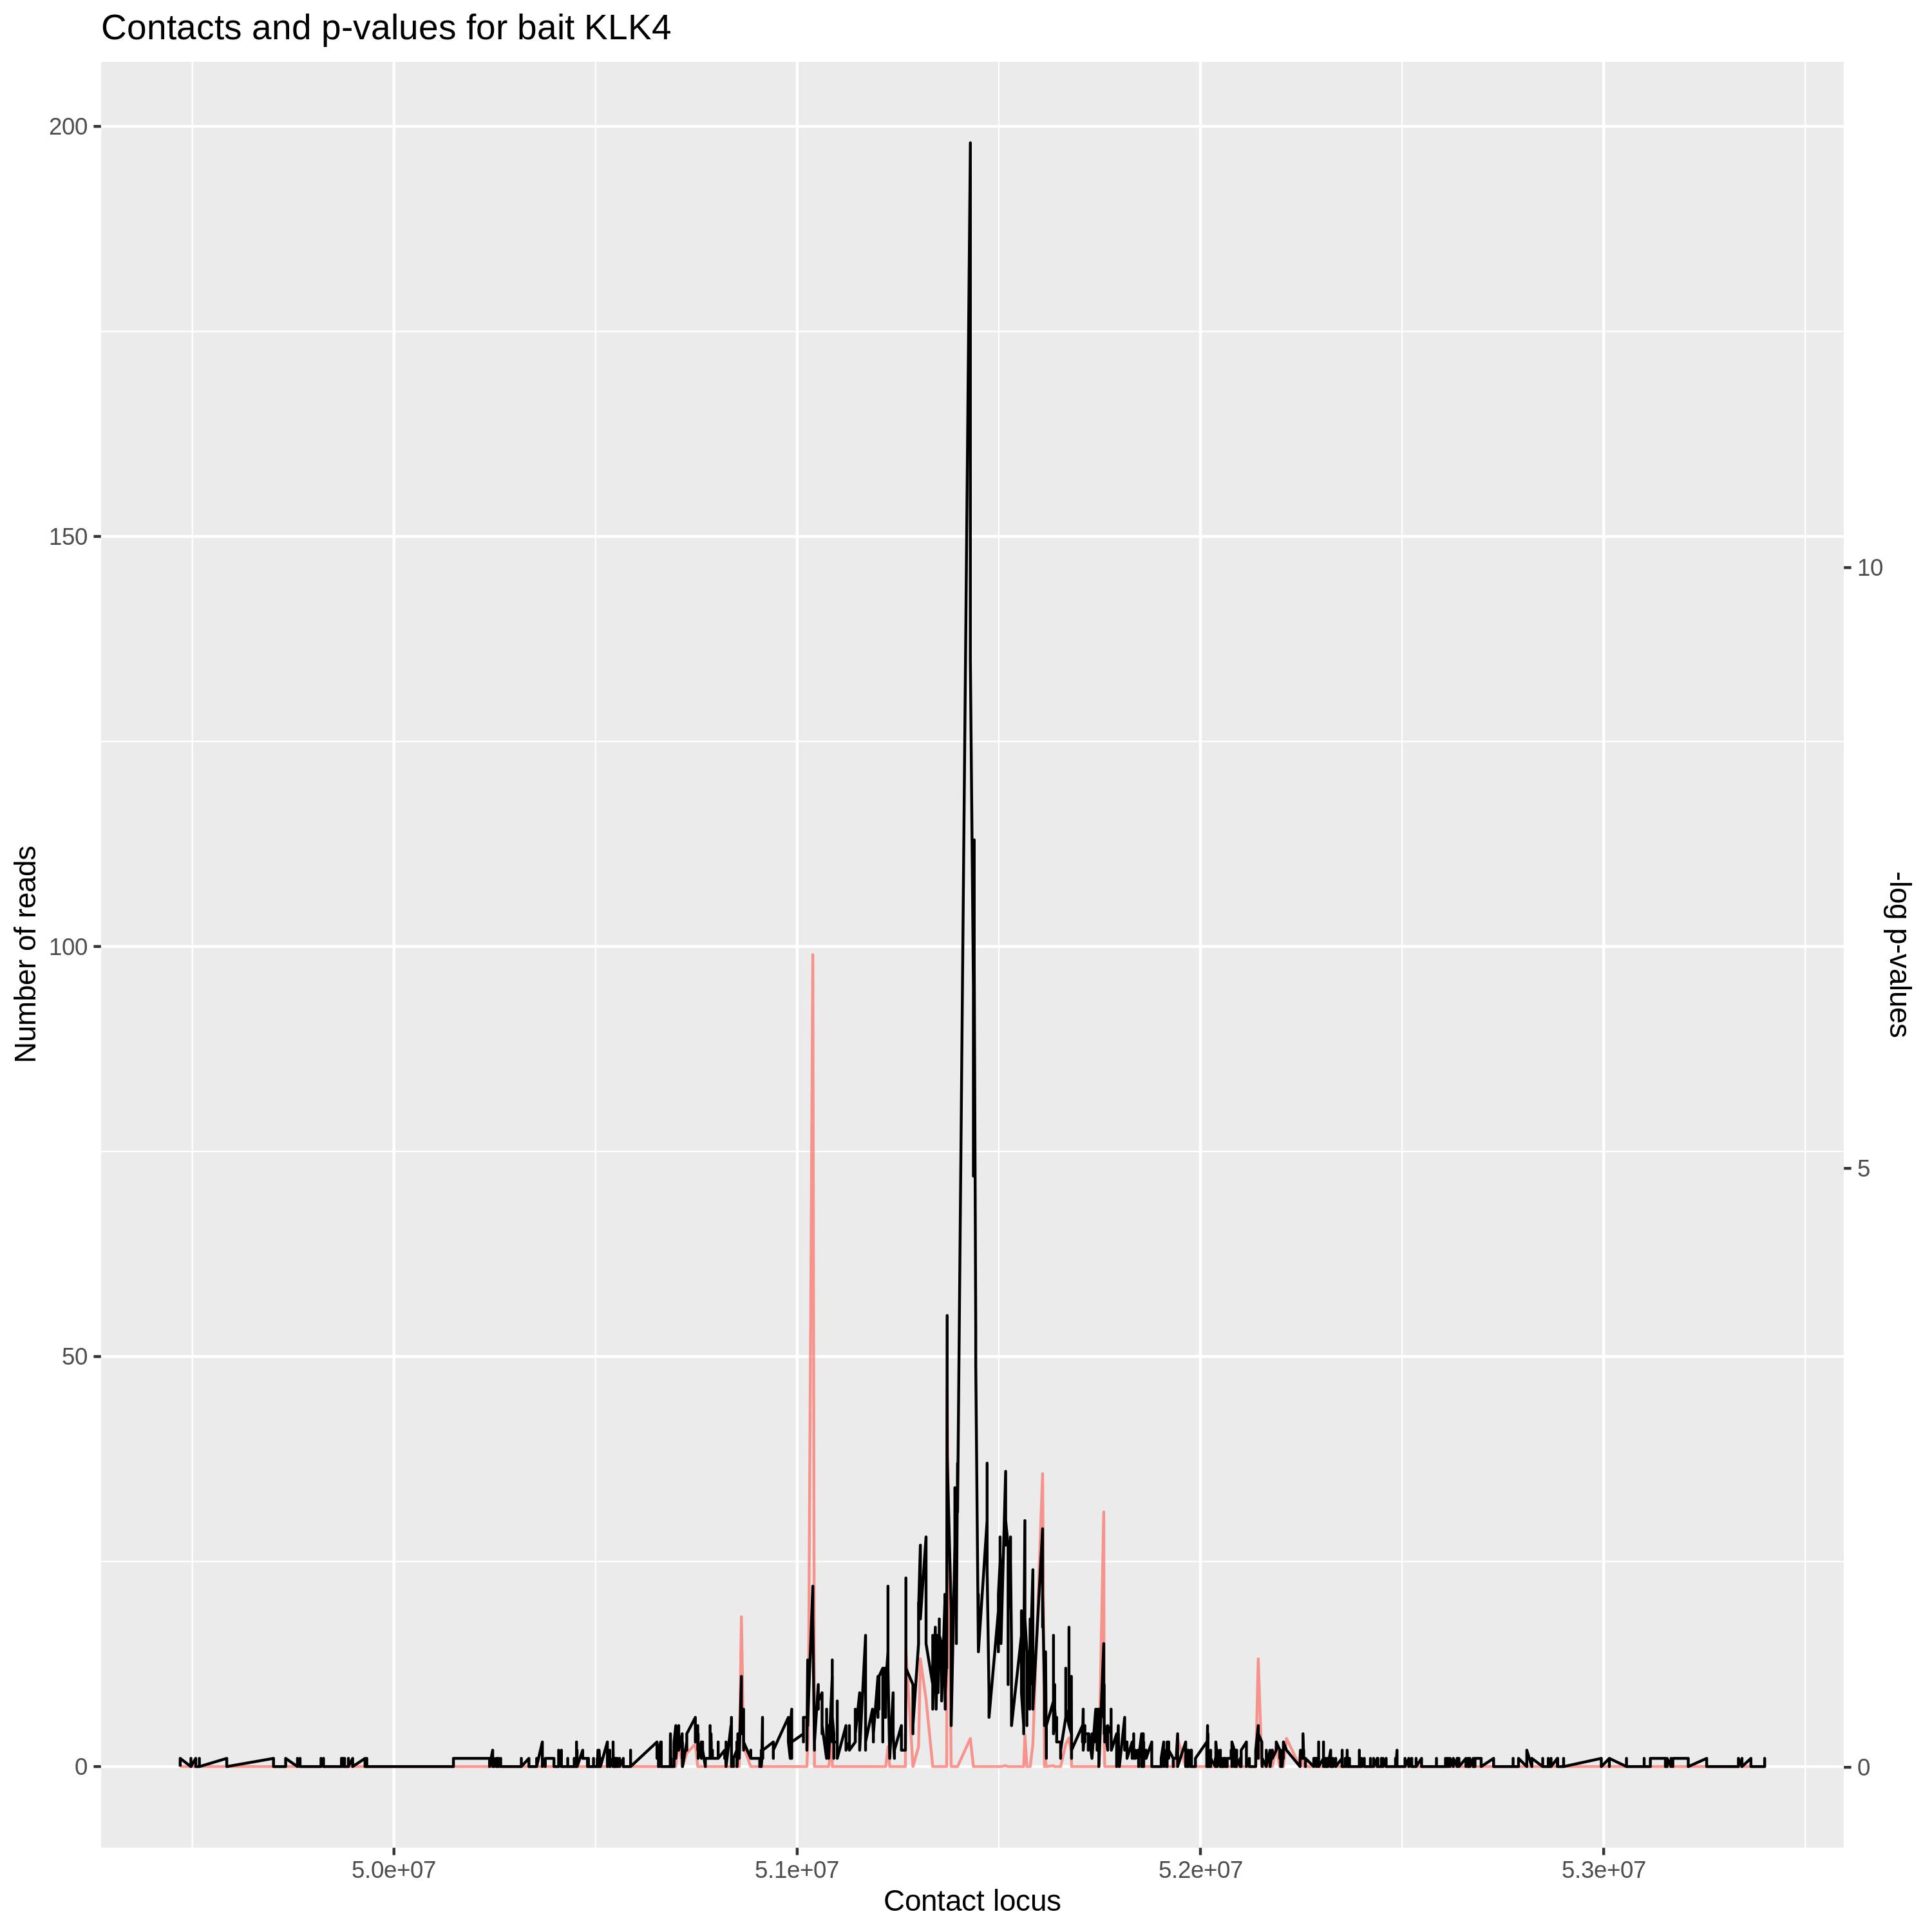 Contacts and p-values for bait KLK4
200
150
100
50
0
Number of reads
10
5
0
-log p-values
5.0e+07
5.1e+07
5.2e+07
5.3e+07
Contact locus